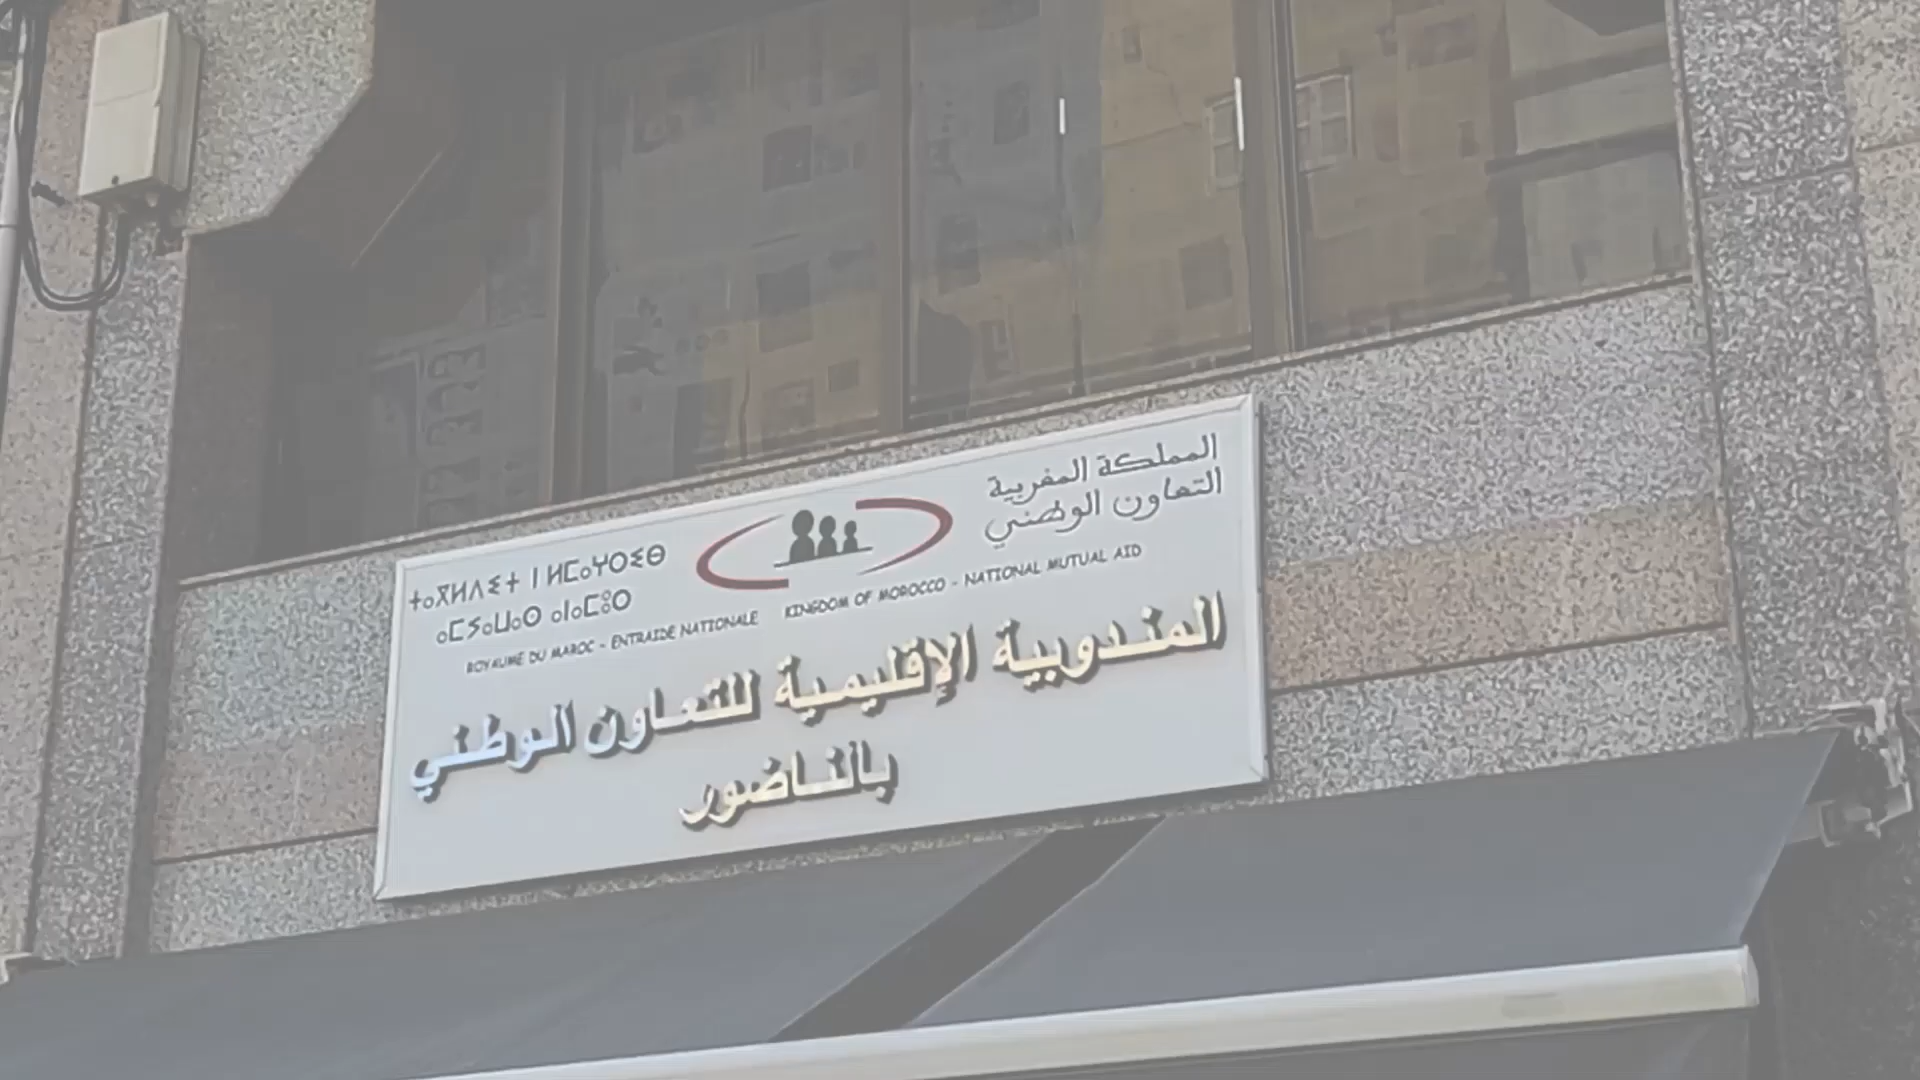 المملكة المغربية
التعاون الوطني
ⵜⴰⴳⵍⴷⵉⵜ ⵏ ⵍⵎⴰⵖⵔⵉⴱ
ⴰⵎⵢⴰⵡⴰⵙ ⴰⵏⴰⵎⵓⵔ
ROYAUME DU MAROC - ENTRAIDE NATIONALE KINGDOM OF MOROCCO - NATIONAL MUTUAL AID
المندوبية الإقليمية للتعاون الوطني
بالناضور